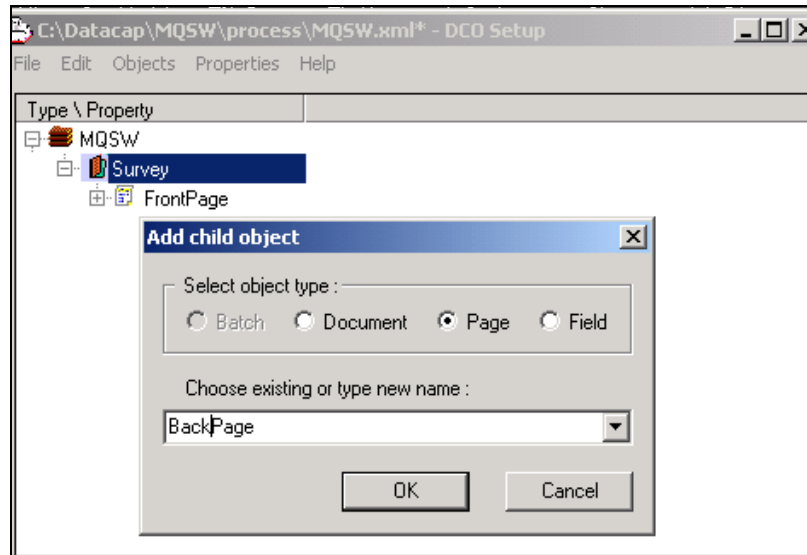 C:\Datacap\MQSW\process\MQSW.xml* - DCO Setup
File Edit Objects Properties Help
Type \ Property
MQSW
Survey
FrontPage
Add child object
Select object type :
Batch Document Page Field
Choose existing or type new name :
BackPage
OK Cancel